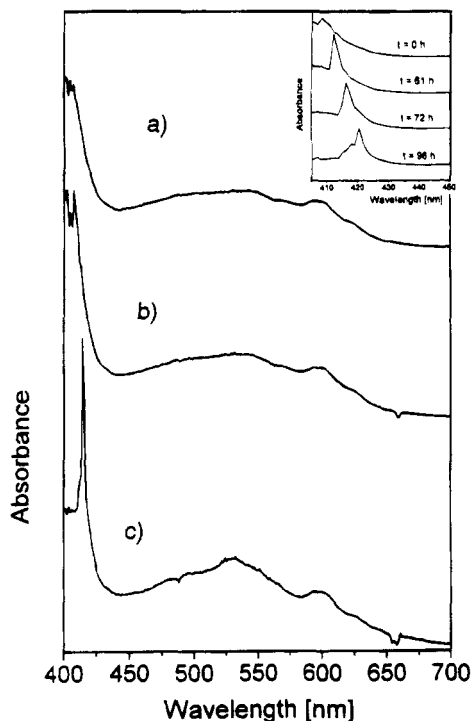 t = 0 h
t = 61 h
t = 72 h
t = 96 h
Absorbance
410 420 430 440 450 460
Wavelength [nm]
a)
b)
c)
Absorbance
400 450 500 550 600 650 700
Wavelength [nm]